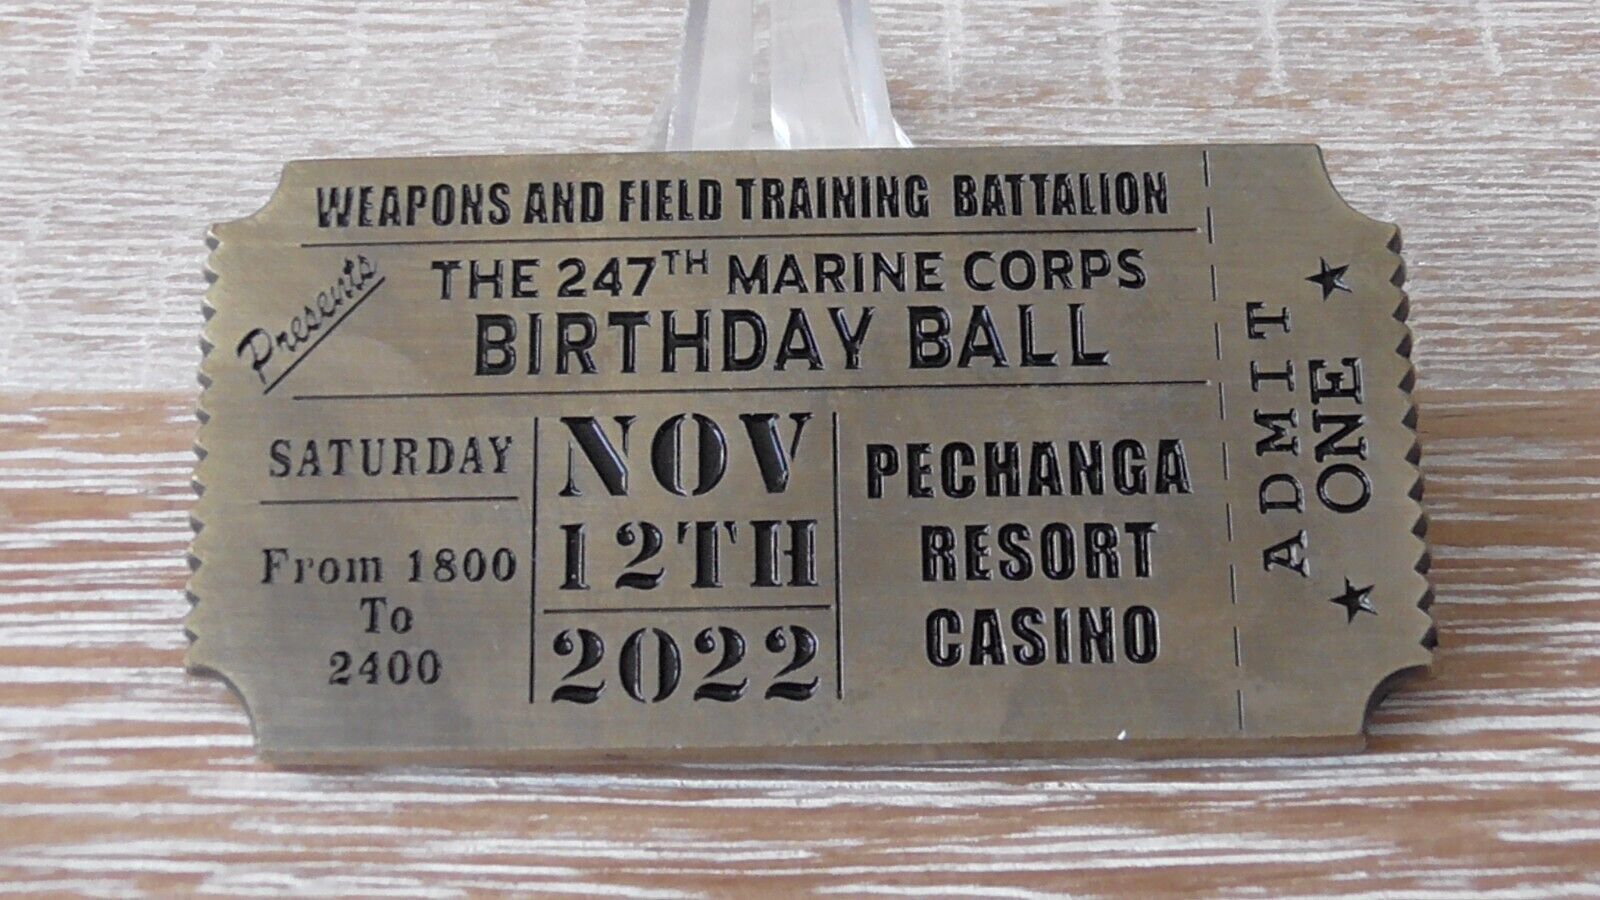 WEAPONS AND FIELD TRAINING BATTALION
Presents
THE 247TH MARINE CORPS
BIRTHDAY BALL
SATURDAY
From 1800
To
2400
NOV
12TH
2022
PECHANGA
RESORT
CASINO
★ ADMIT ★
ONE